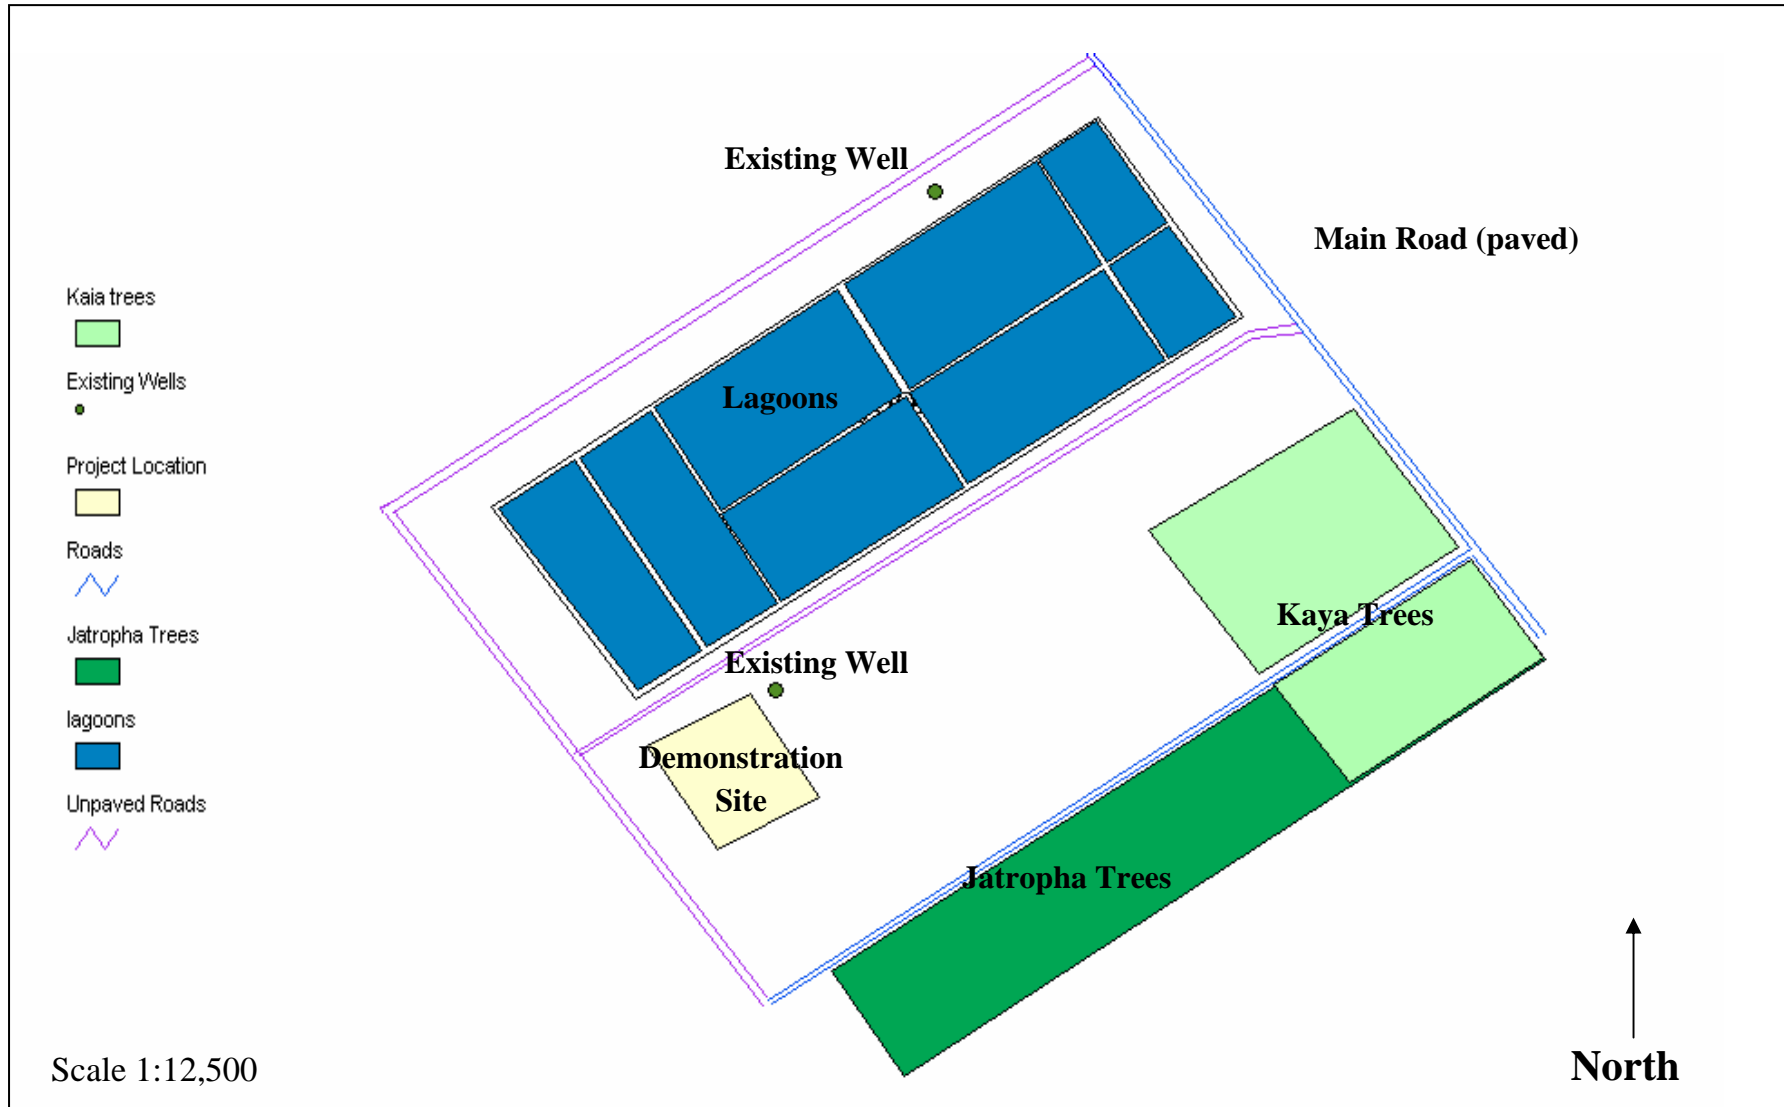 Existing Well
Main Road (paved)
Kaia trees
Existing Wells
Lagoons
Project Location
Roads
Jatropha Trees
Kaya Trees
Existing Well
lagoons
Demonstration
Site
Unpaved Roads
Jatropha Trees
Scale 1:12,500
North